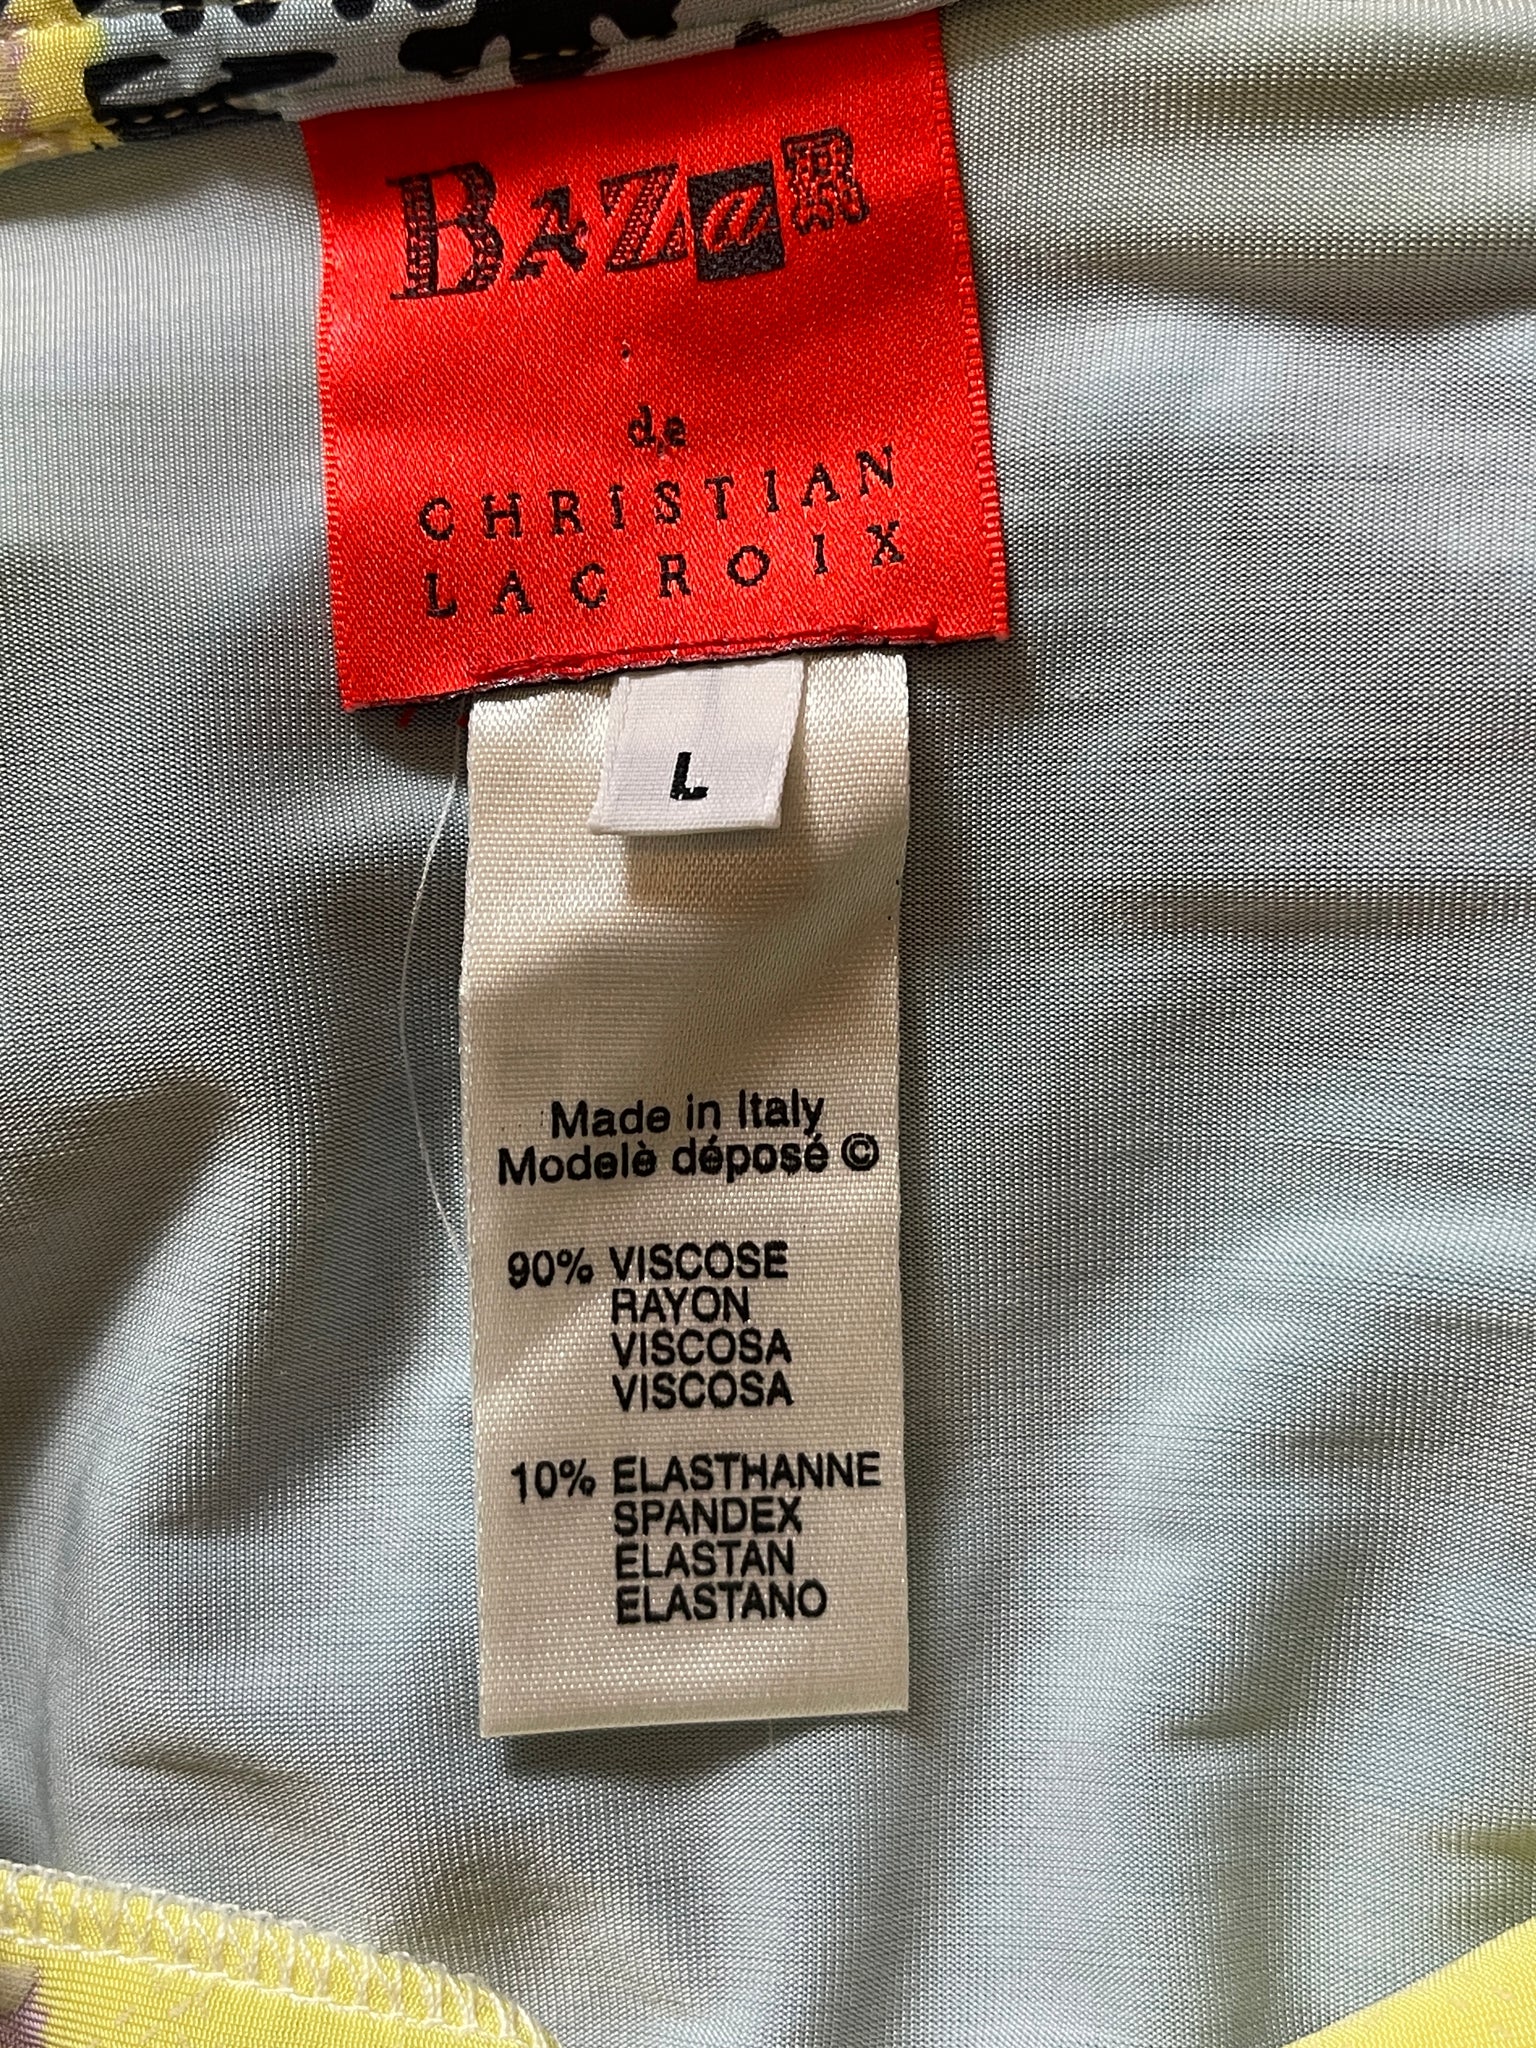 BAZaR
de
CHRISTIAN
LACROIX
L
Made in Italy
Modelè déposé ©
90% VISCOSE
RAYON
VISCOSA
VISCOSA
10% ELASTHANNE
SPANDEX
ELASTAN
ELASTANO